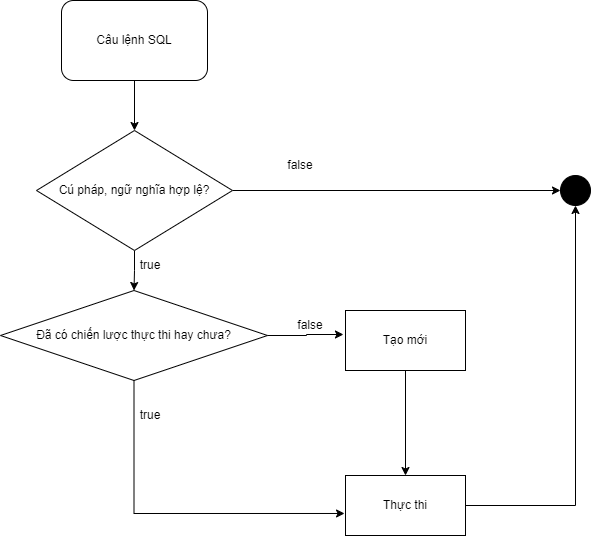 Câu lệnh SQL
Cú pháp, ngữ nghĩa hợp lệ?
false
true
Đã có chiến lược thực thi hay chưa?
false
Tạo mới
true
Thực thi